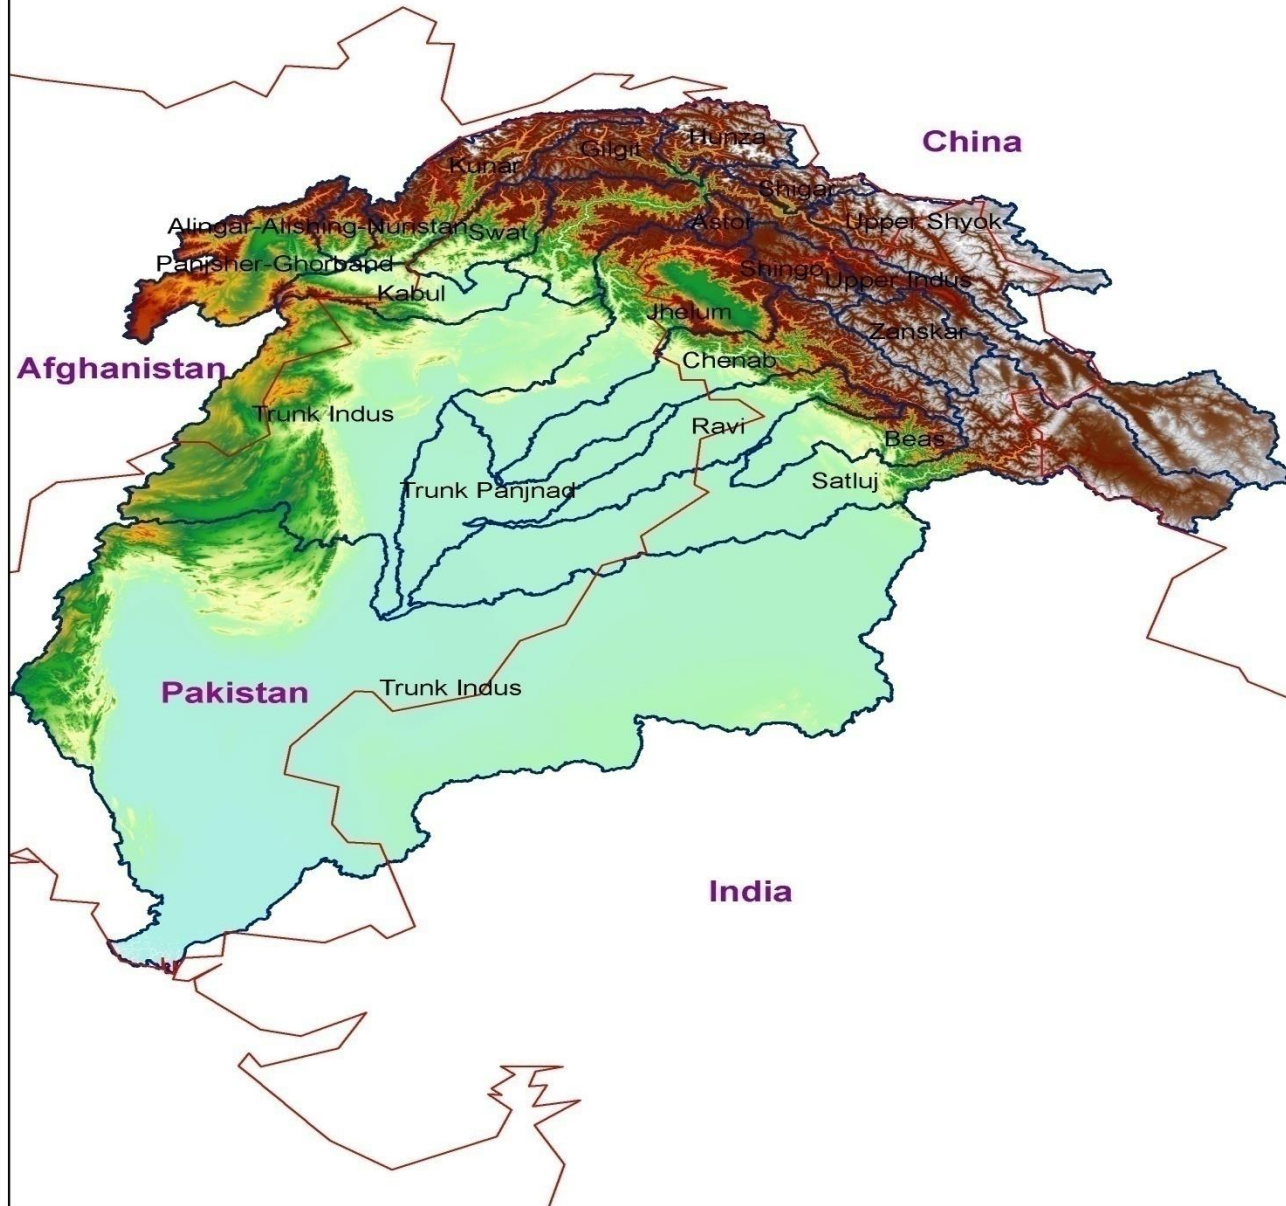 Hunza
China
Gilgit
Kunar
Shigar
Alingar-Alishing-Nuristan
Swat
Astor
Upper Shyok
Panjsher-Ghorband
Shingo
Upper Indus
Kabul
Jhelum
Zanskar
Chenab
Afghanistan
Trunk Indus
Ravi
Beas
Trunk Panjnad
Satluj
Pakistan
Trunk Indus
India